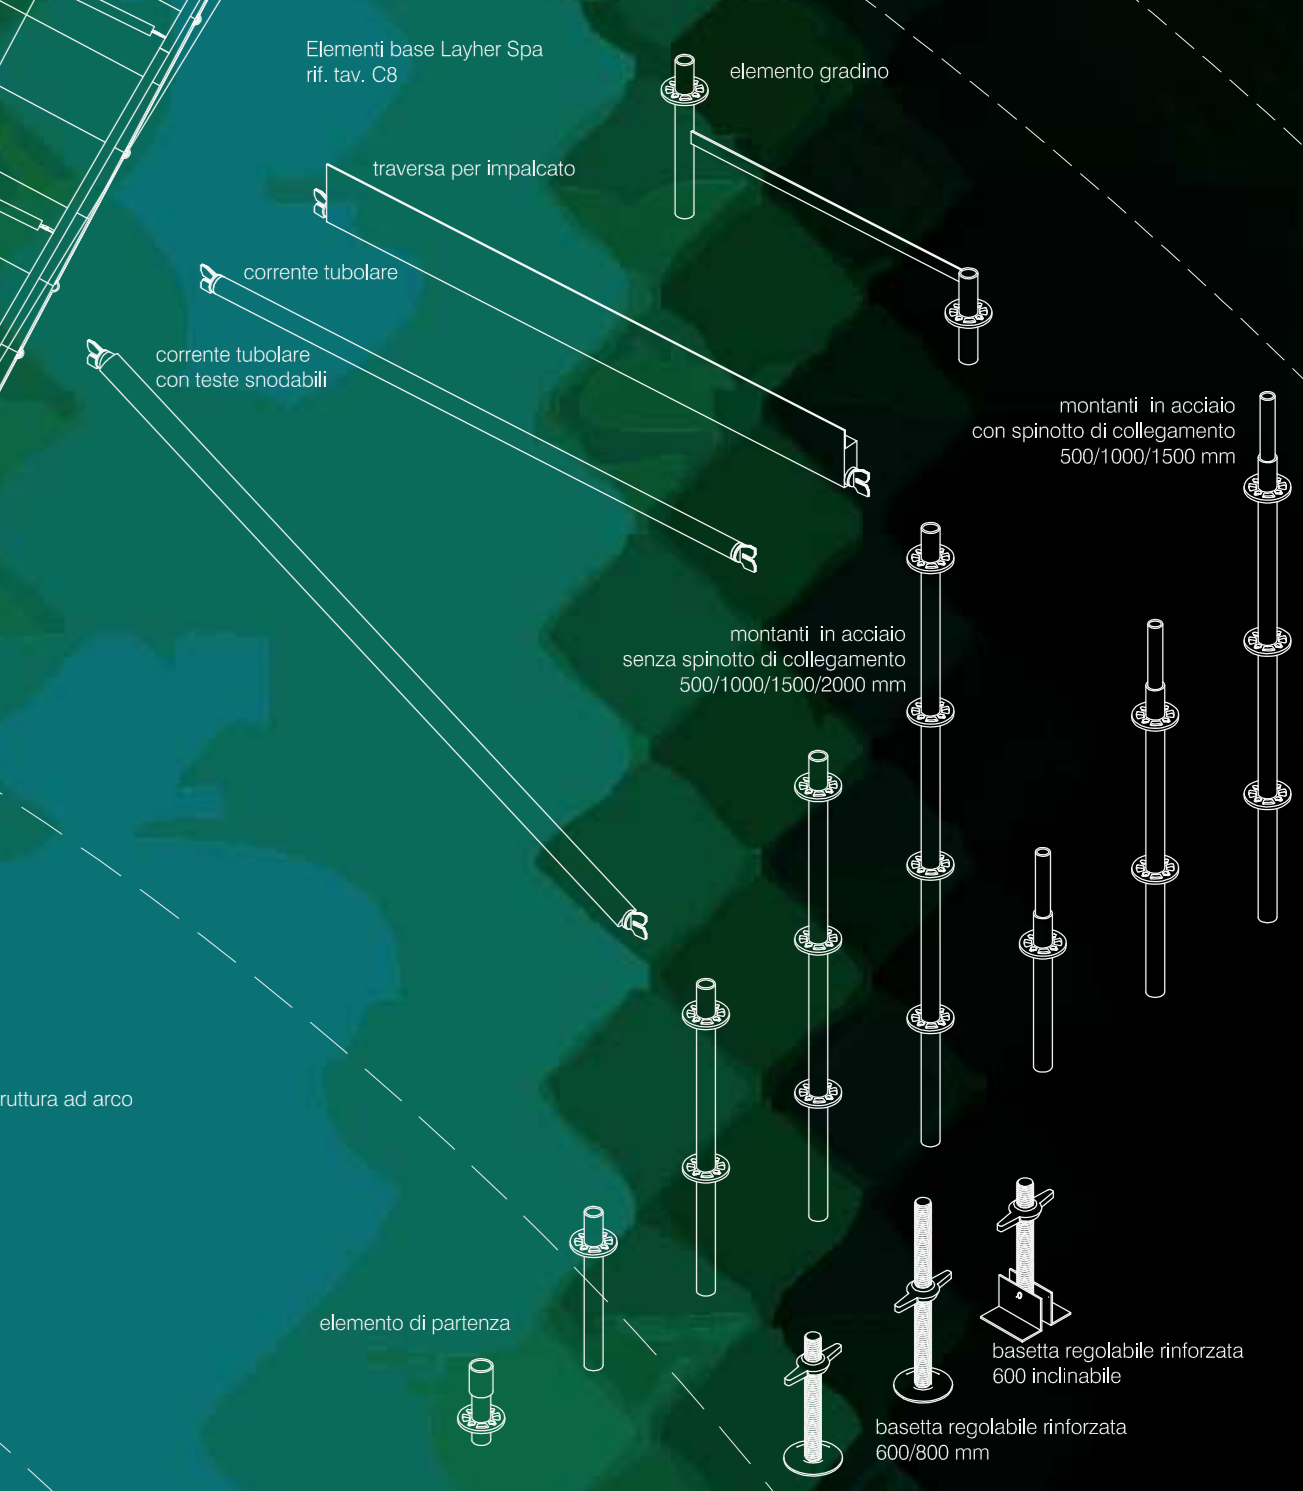 Elementi base Layher Spa
rif. tav. C8
elemento gradino
traversa per impalcato
corrente tubolare
corrente tubolare
con teste snodabili
montanti in acciaio
con spinotto di collegamento
500/1000/1500 mm
montanti in acciaio
senza spinotto di collegamento
500/1000/1500/2000 mm
ruttura ad arco
elemento di partenza
basetta regolabile rinforzata
600 inclinabile
basetta regolabile rinforzata
600/800 mm